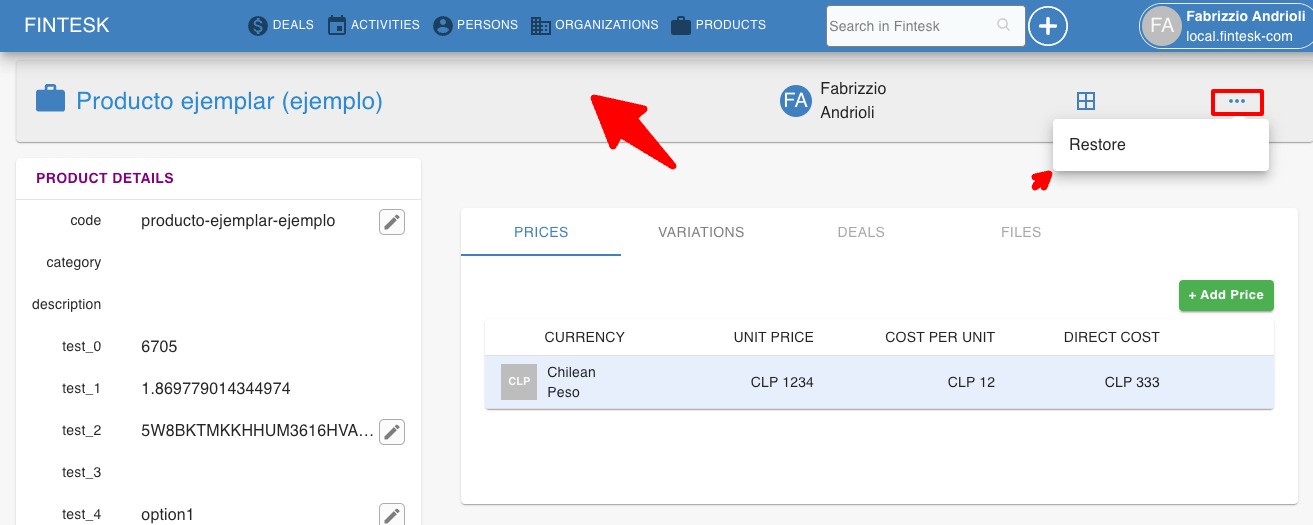 FINTESK
DEALS ACTIVITIES PERSONS ORGANIZATIONS PRODUCTS
Search in Fintesk
FA
Fabrizzio Andrioli
local.fintesk-com
Producto ejemplar (ejemplo)
FA
Fabrizzio
Andrioli
Restore
PRODUCT DETAILS
code producto-ejemplar-ejemplo
category
description
test_0 6705
test_1 1.869779014344974
test_2 5W8BKTMKKHHUM3616HVA...
test_3
test_4 option1
PRICES VARIATIONS DEALS FILES
+ Add Price
CURRENCY UNIT PRICE COST PER UNIT DIRECT COST
CLP
Chilean
Peso
CLP 1234 CLP 12 CLP 333